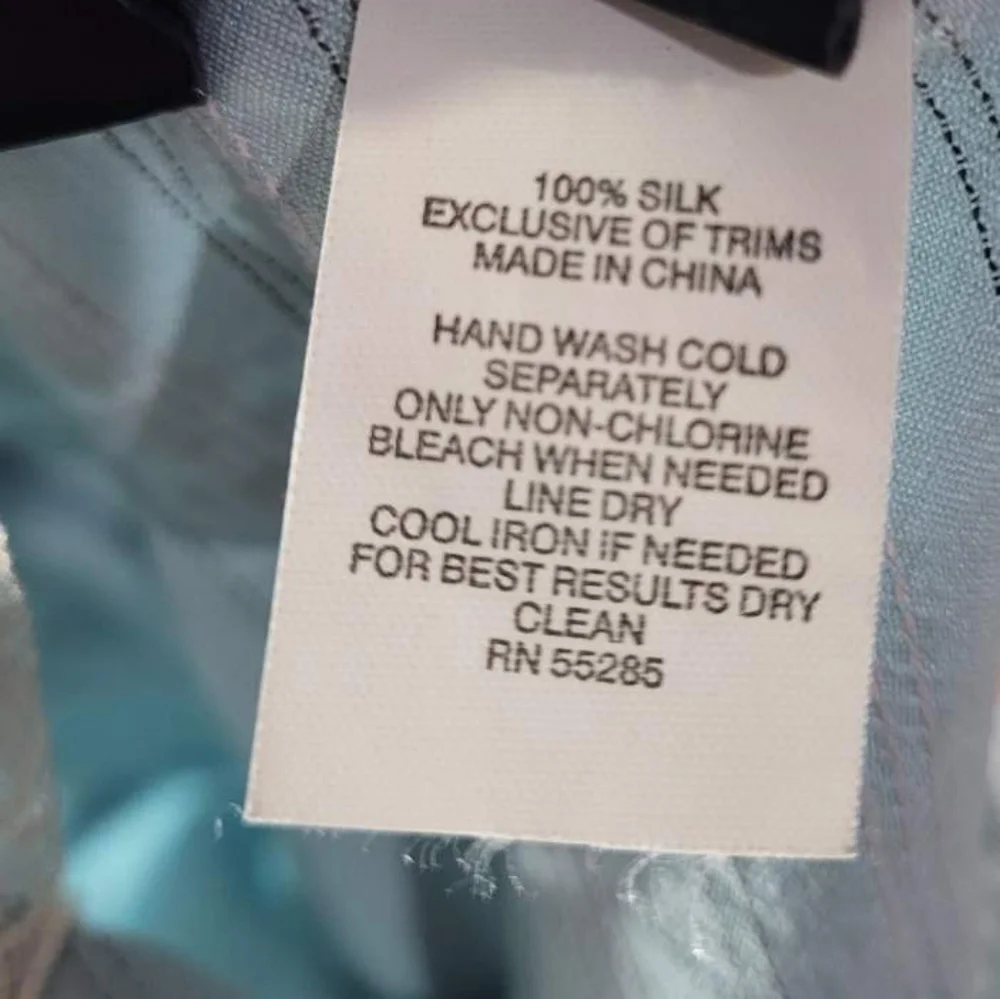 100% SILK
EXCLUSIVE OF TRIMS
MADE IN CHINA
HAND WASH COLD
SEPARATELY
ONLY NON-CHLORINE
BLEACH WHEN NEEDED
LINE DRY
COOL IRON IF NEEDED
FOR BEST RESULTS DRY
CLEAN
RN 55285